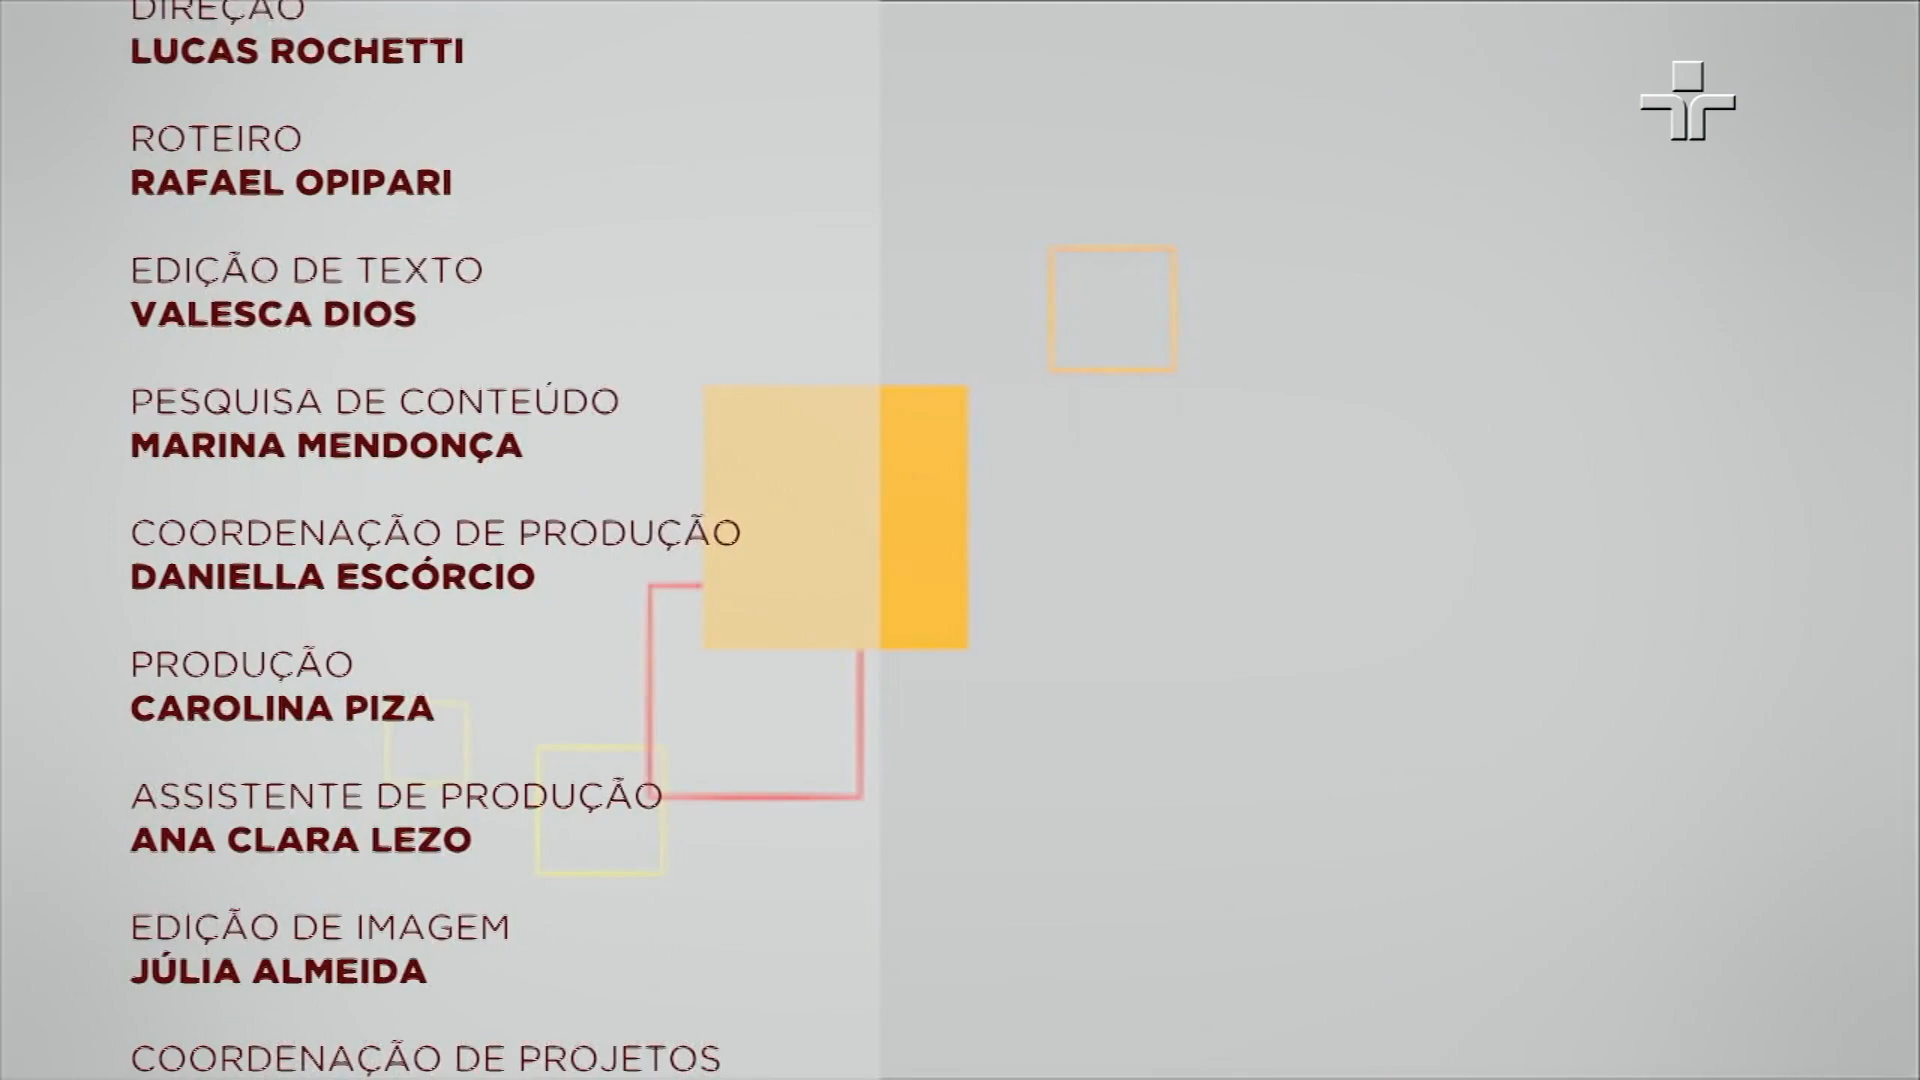 DIREÇÃO
LUCAS ROCHETTI
ROTEIRO
RAFAEL OPIPARI
EDIÇÃO DE TEXTO
VALESCA DIOS
PESQUISA DE CONTEÚDO
MARINA MENDONÇA
COORDENAÇÃO DE PRODUÇÃO
DANIELLA ESCÓRCIO
PRODUÇÃO
CAROLINA PIZA
ASSISTENTE DE PRODUÇÃO
ANA CLARA LEZO
EDIÇÃO DE IMAGEM
JÚLIA ALMEIDA
COORDENAÇÃO DE PROJETOS